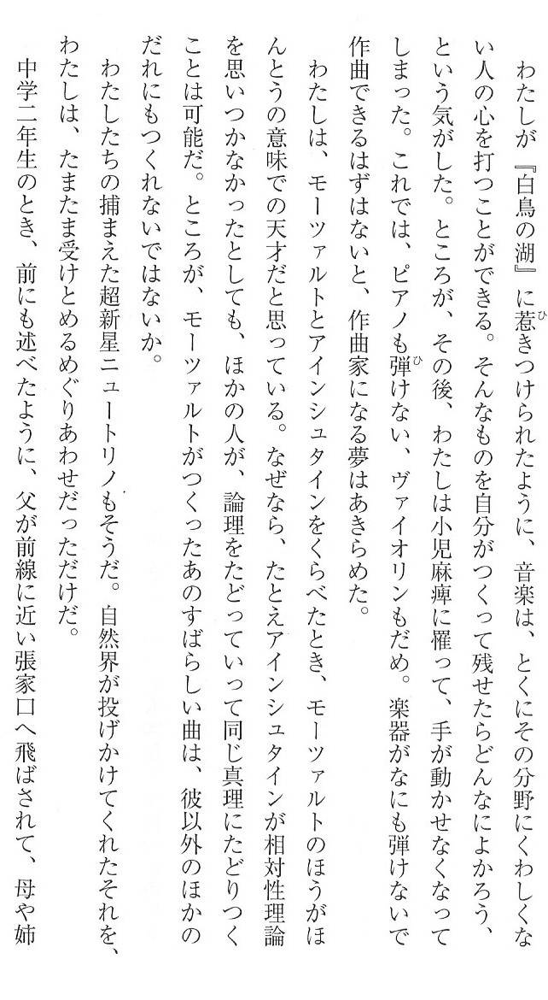 わたしが『白鳥の湖』に惹きつけられたように、音楽は、とくにその分野にくわしくな
い人の心を打つことができる。そんなものを自分がつくって残せたらどんなによかろう、
という気がした。ところが、その後、わたしは小児麻痺に罹って、手が動かせなくなって
しまった。これでは、ピアノも弾けない、ヴァイオリンもだめ。楽器がなにも弾けないで
作曲できるはずはないと、作曲家になる夢はあきらめた。
　わたしは、モーツァルトとアインシュタインをくらべたとき、モーツァルトのほうがほ
んとうの意味での天才だと思っている。なぜなら、たとえアインシュタインが相対性理論
を思いつかなかったとしても、ほかの人が、論理をたどっていって同じ真理にたどりつく
ことは可能だ。ところが、モーツァルトがつくったあのすばらしい曲は、彼以外のほかの
だれにもつくれないではないか。
　わたしたちの捕まえた超新星ニュートリノもそうだ。自然界が投げかけてくれたそれを、
わたしは、たまたま受けとめるめぐりあわせだっただけだ。
　中学二年生のとき、前にも述べたように、父が前線に近い張家口へ飛ばされて、母や姉